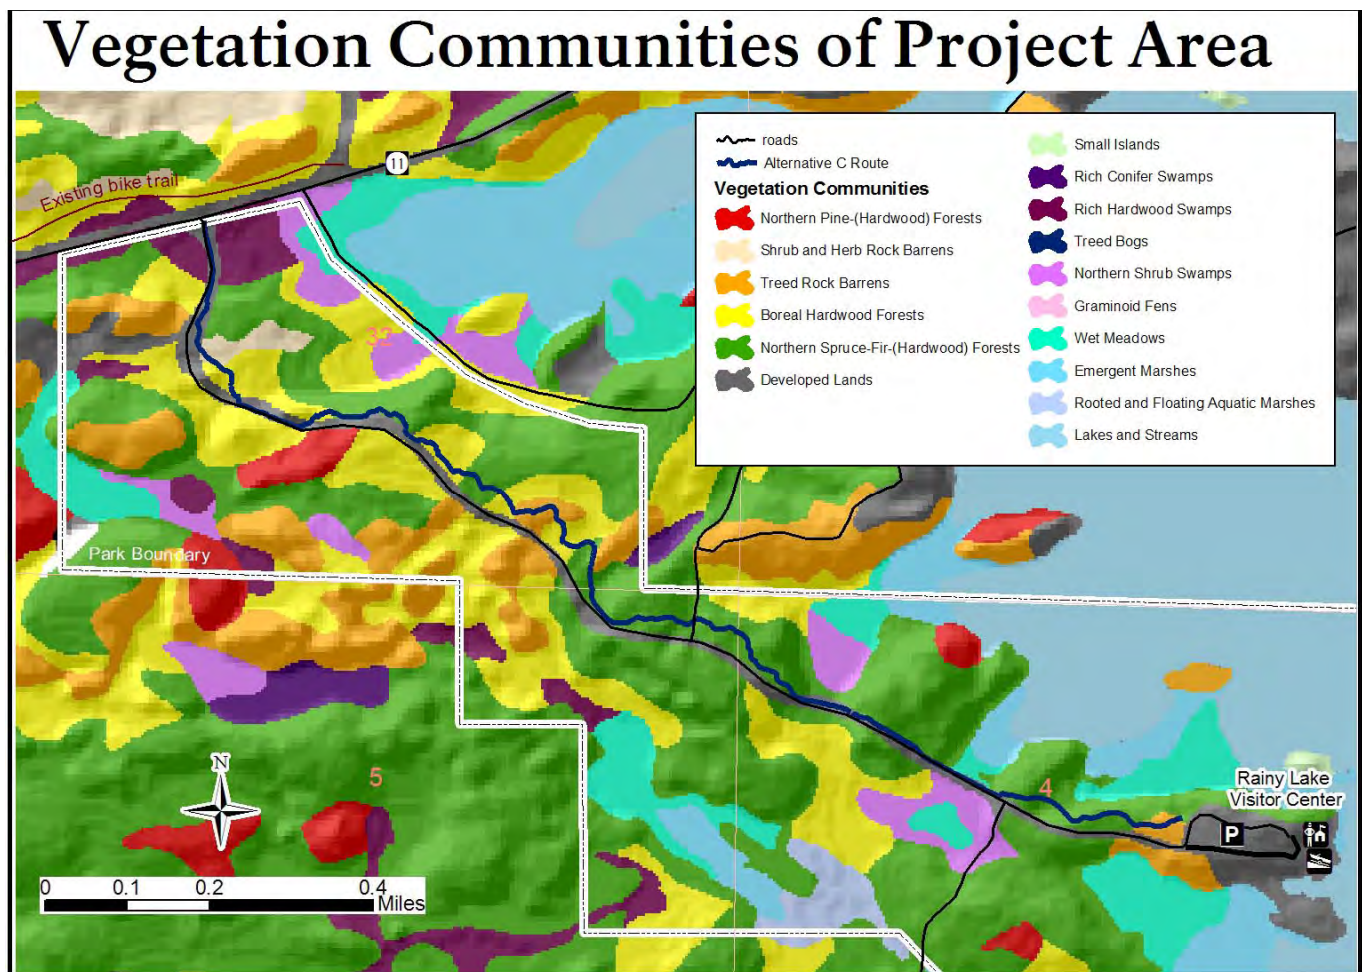 Vegetation Communities of Project Area
11
Existing bike trail
roads
Alternative C Route
Vegetation Communities
Northern Pine-(Hardwood) Forests
Shrub and Herb Rock Barrens
Treed Rock Barrens
Boreal Hardwood Forests
Northern Spruce-Fir-(Hardwood) Forests
Developed Lands
Small Islands
Rich Conifer Swamps
Rich Hardwood Swamps
Treed Bogs
Northern Shrub Swamps
Graminoid Fens
Wet Meadows
Emergent Marshes
Rooted and Floating Aquatic Marshes
Lakes and Streams
32
Park Boundary
N
5
4
Rainy Lake
Visitor Center
P
0 0.1 0.2 0.4
Miles